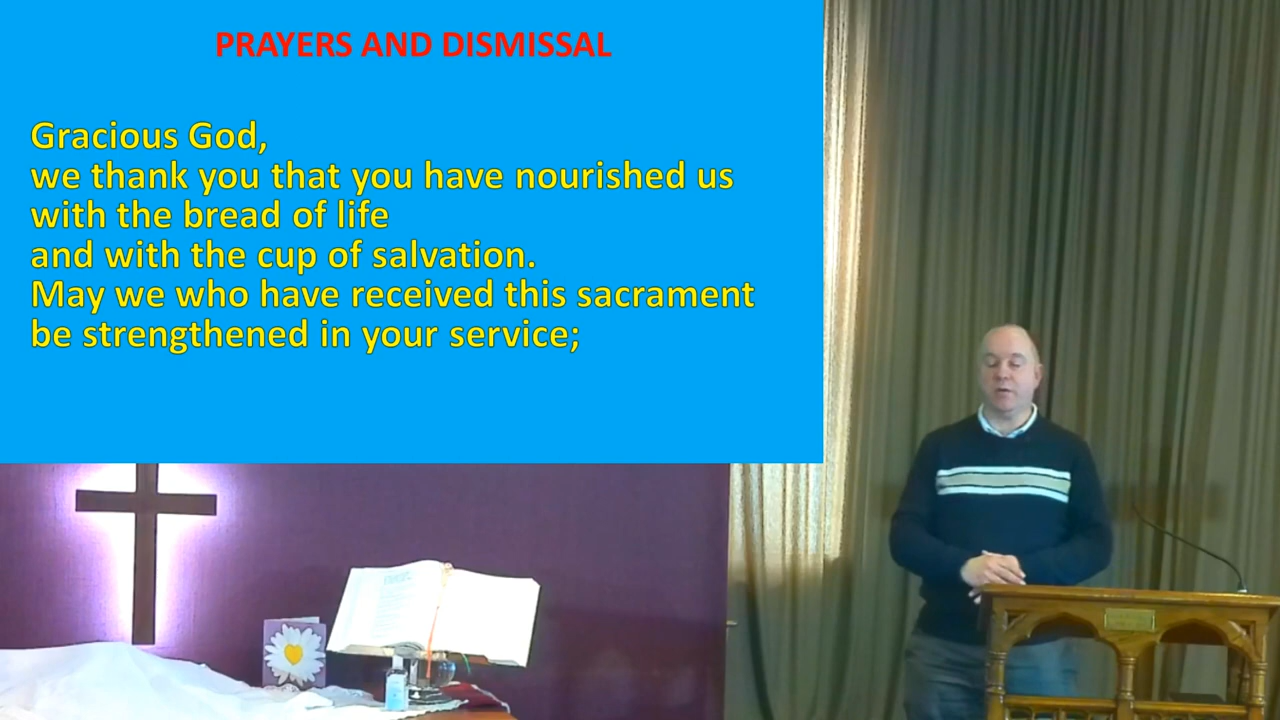 PRAYERS AND DISMISSAL
Gracious God,
we thank you that you have nourished us
with the bread of life
and with the cup of salvation.
May we who have received this sacrament
be strengthened in your service;